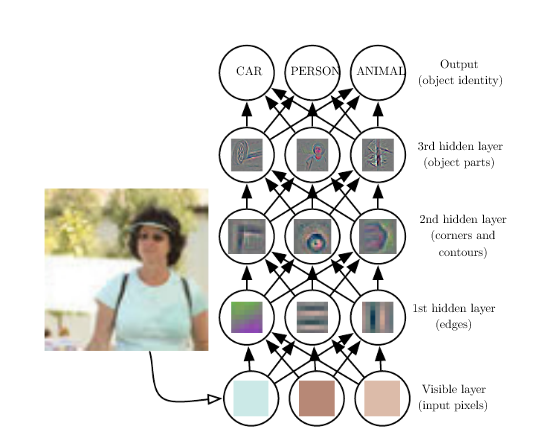 CAR PERSON ANIMAL
Output
(object identity)
3rd hidden layer
(object parts)
2nd hidden layer
(corners and
contours)
1st hidden layer
(edges)
Visible layer
(input pixels)